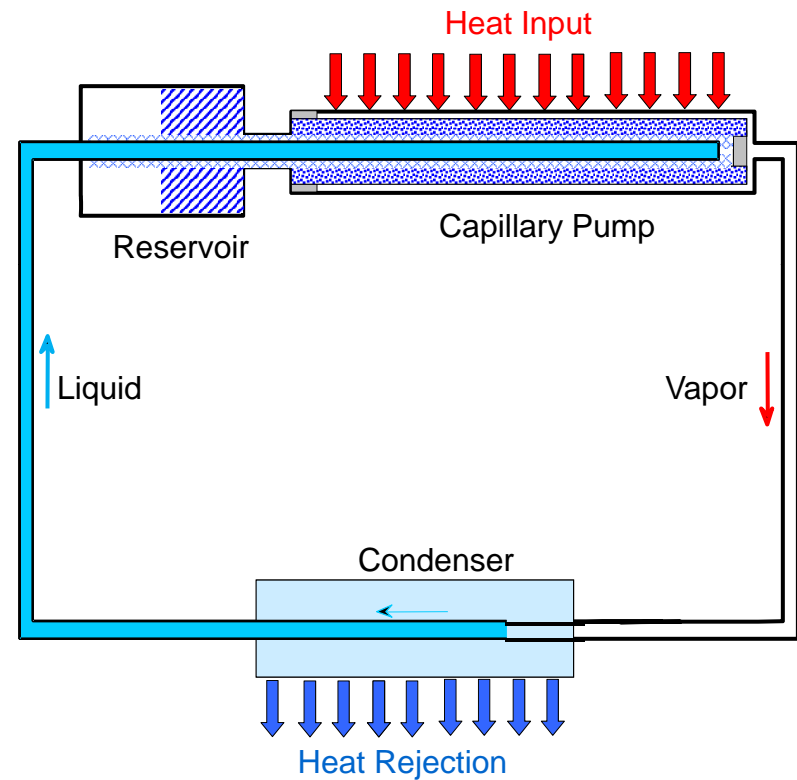 Heat Input
Reservoir
Capillary Pump
Liquid
Vapor
Condenser
Heat Rejection